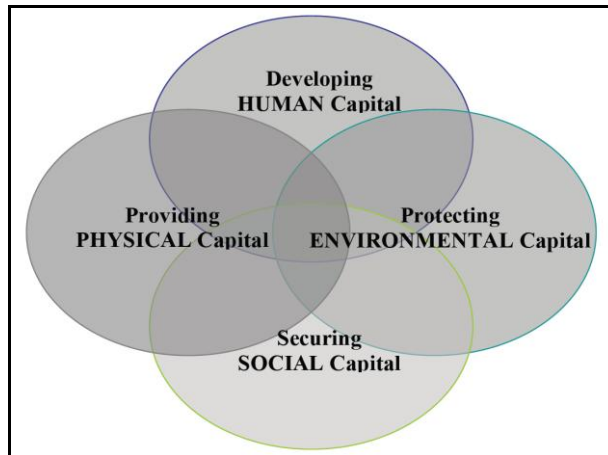 Developing
HUMAN Capital
Providing
PHYSICAL Capital
Protecting
ENVIRONMENTAL Capital
Securing
SOCIAL Capital